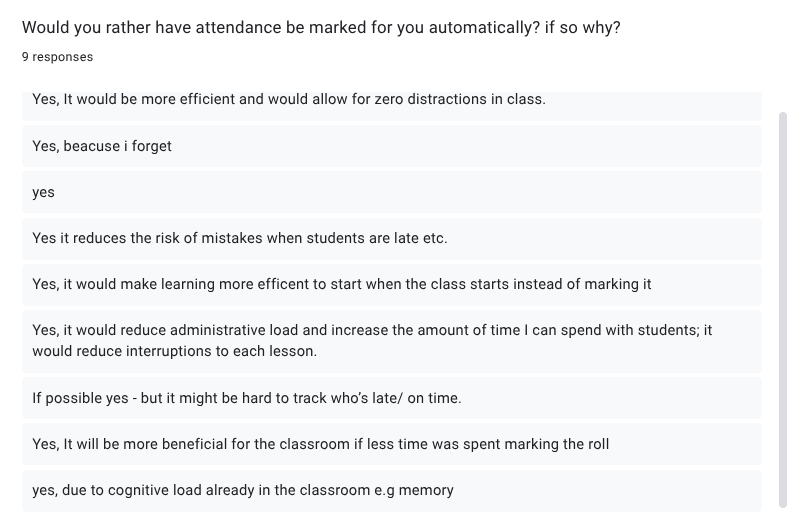 Would you rather have attendance be marked for you automatically? if so why?
9 responses
Yes, It would be more efficient and would allow for zero distractions in class.
Yes, beacuse i forget
yes
Yes it reduces the risk of mistakes when students are late etc.
Yes, it would make learning more efficent to start when the class starts instead of marking it
Yes, it would reduce administrative load and increase the amount of time I can spend with students; it
would reduce interruptions to each lesson.
If possible yes - but it might be hard to track who’s late/ on time.
Yes, It will be more beneficial for the classroom if less time was spent marking the roll
yes, due to cognitive load already in the classroom e.g memory